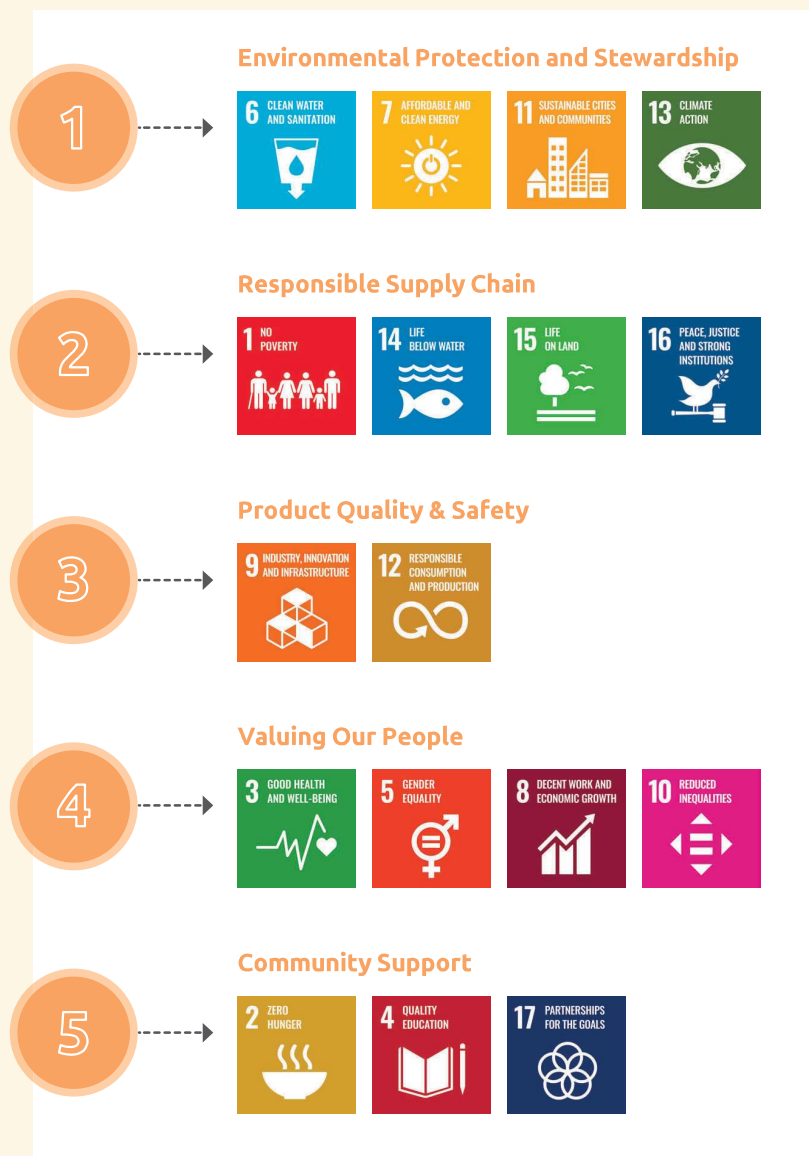 Environmental Protection and Stewardship
1
6 CLEAN WATER
AND SANITATION
7 AFFORDABLE AND
CLEAN ENERGY
11 SUSTAINABLE CITIES
AND COMMUNITIES
13 CLIMATE
ACTION
Responsible Supply Chain
2
1 NO
POVERTY
14 LIFE
BELOW WATER
15 LIFE
ON LAND
16 PEACE, JUSTICE
AND STRONG
INSTITUTIONS
Product Quality & Safety
3
9 INDUSTRY, INNOVATION
AND INFRASTRUCTURE
12 RESPONSIBLE
CONSUMPTION
AND PRODUCTION
Valuing Our People
4
3 GOOD HEALTH
AND WELL-BEING
5 GENDER
EQUALITY
8 DECENT WORK AND
ECONOMIC GROWTH
10 REDUCED
INEQUALITIES
Community Support
5
2 ZERO
HUNGER
4 QUALITY
EDUCATION
17 PARTNERSHIPS
FOR THE GOALS